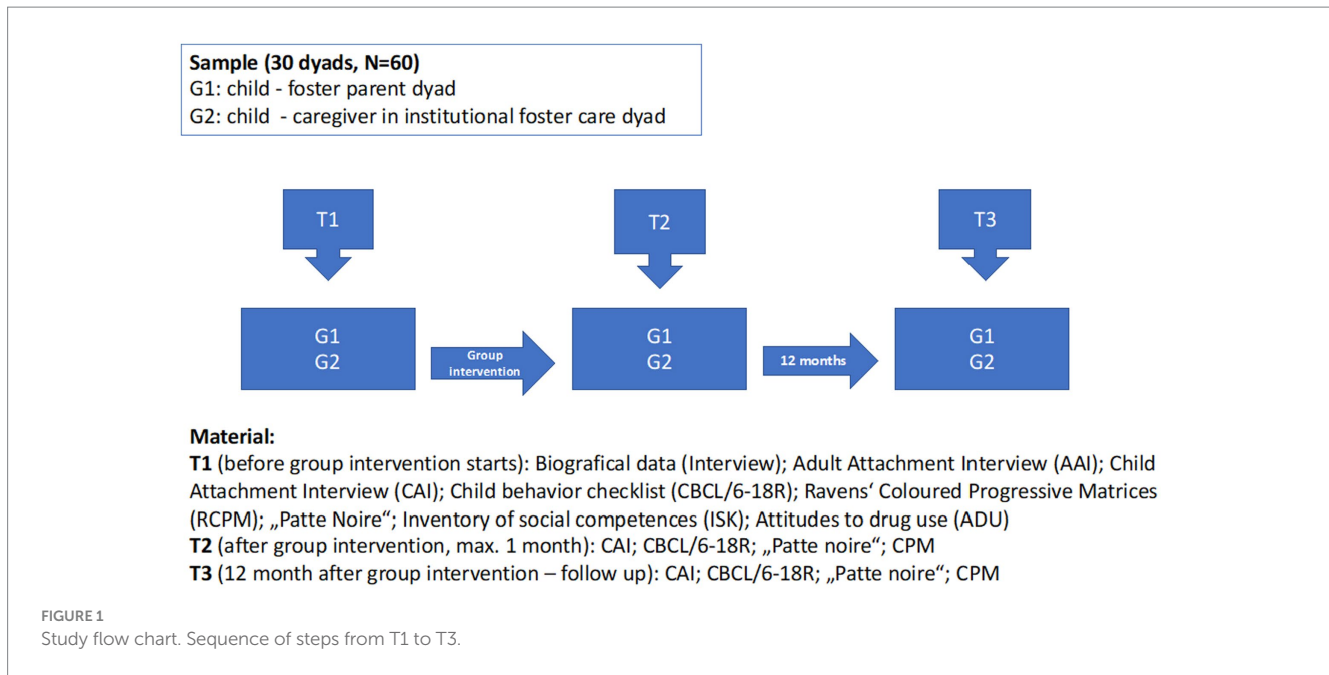 Sample (30 dyads, N=60)
G1: child - foster parent dyad
G2: child  - caregiver in institutional foster care dyad
T1
T2
T3
G1
G2
Group
intervention
G1
G2
12 months
G1
G2
Material:
T1 (before group intervention starts): Biografical data (Interview); Adult Attachment Interview (AAI); Child
Attachment Interview (CAI); Child behavior checklist (CBCL/6-18R); Ravens‘ Coloured Progressive Matrices
(RCPM); „Patte Noire“; Inventory of social competences (ISK); Attitudes to drug use (ADU)
T2 (after group intervention, max. 1 month): CAI; CBCL/6-18R; „Patte noire“; CPM
T3 (12 month after group intervention – follow up): CAI; CBCL/6-18R; „Patte noire“; CPM
FIGURE 1
Study flow chart. Sequence of steps from T1 to T3.